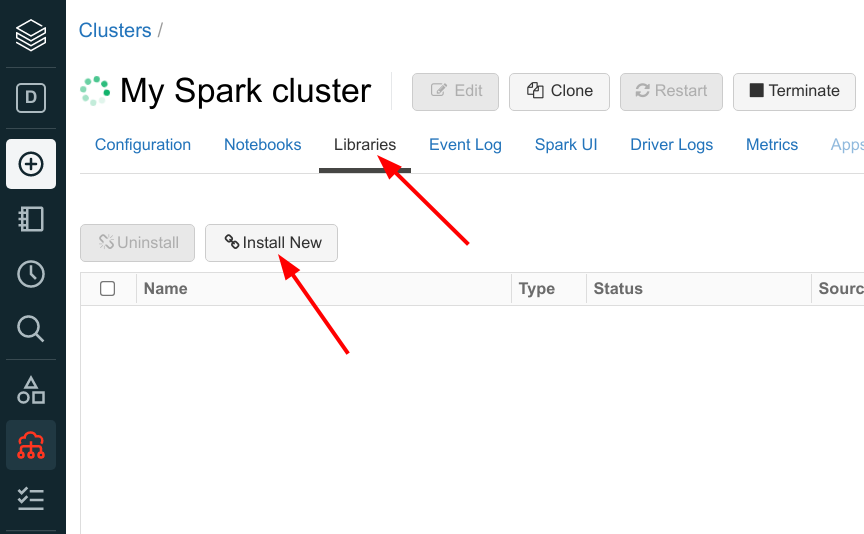 Clusters /
D
My Spark cluster
Edit
Clone
Restart
Terminate
Configuration Notebooks Libraries Event Log Spark UI Driver Logs Metrics Apps
Uninstall
Install New
Name Type Status Sourc